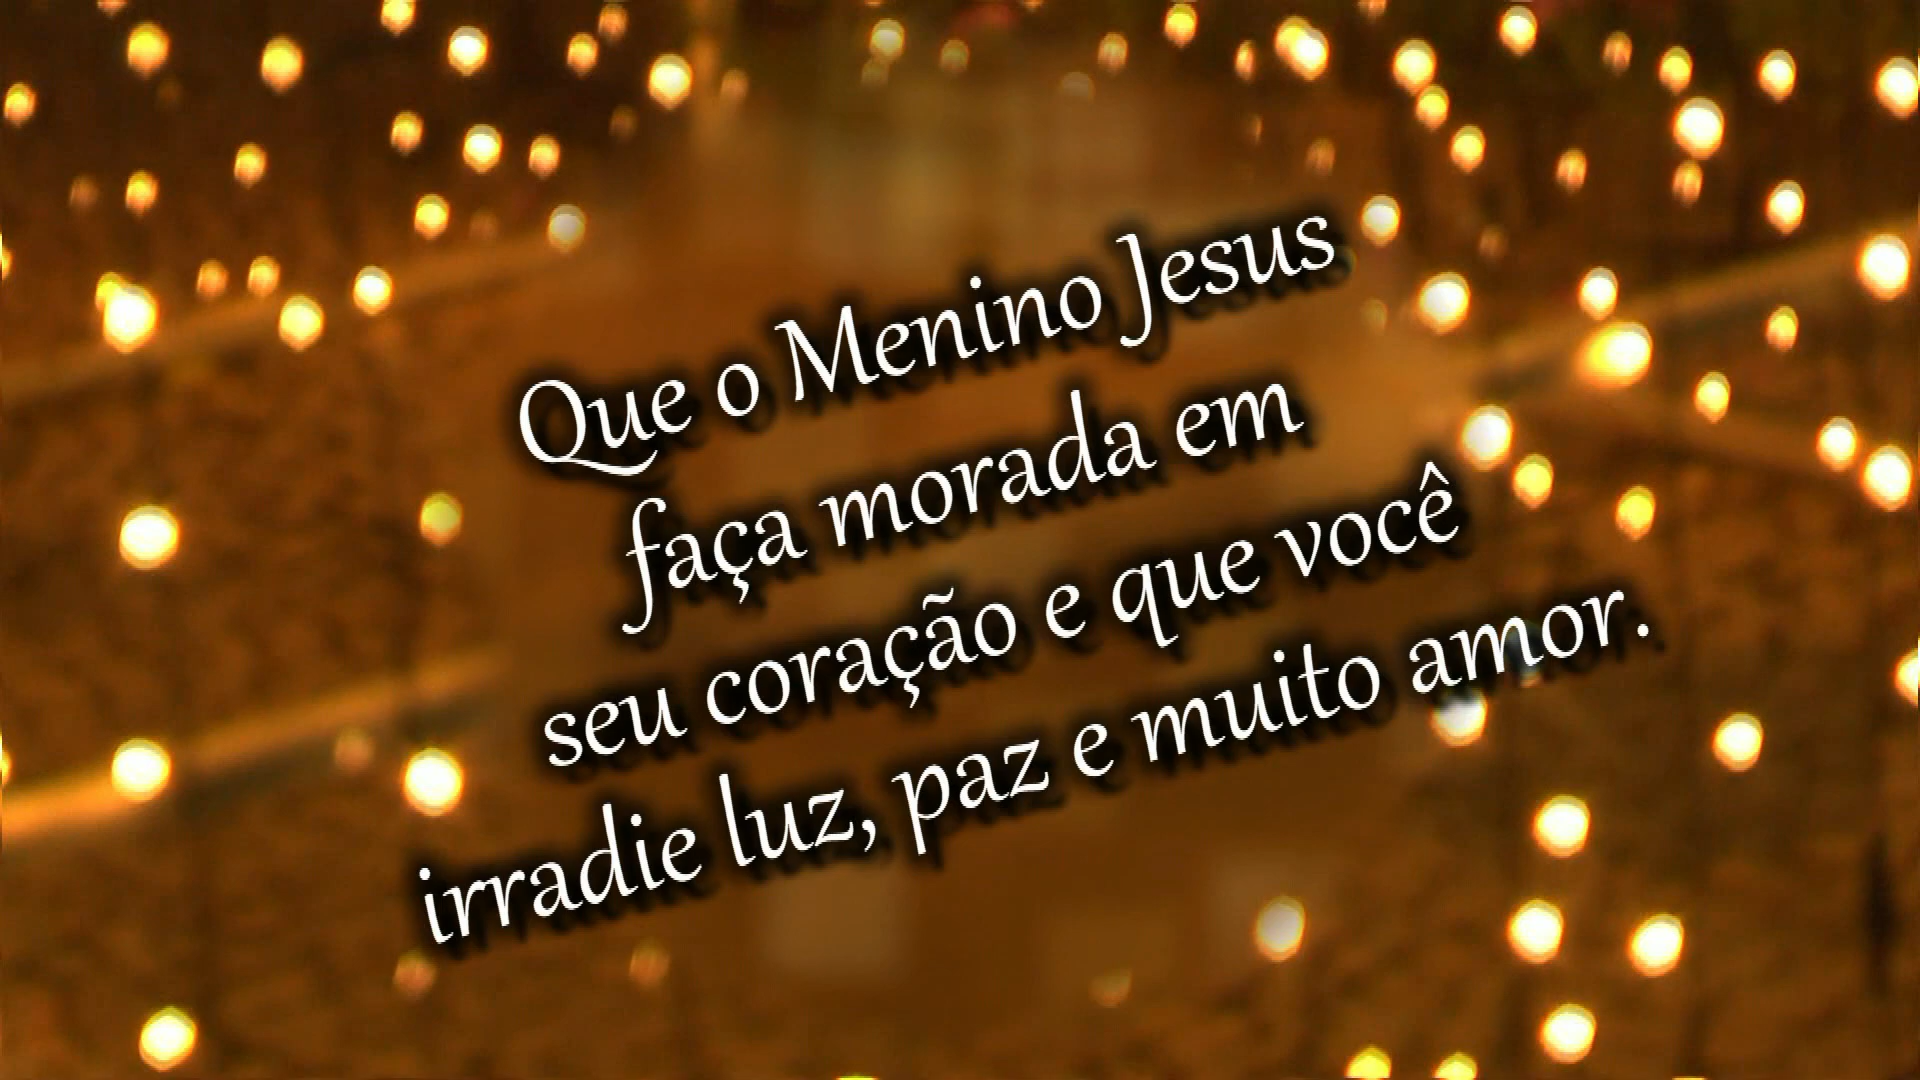 Que o Menino Jesus
faça morada em
seu coração e que você
irradie luz, paz e muito amor.